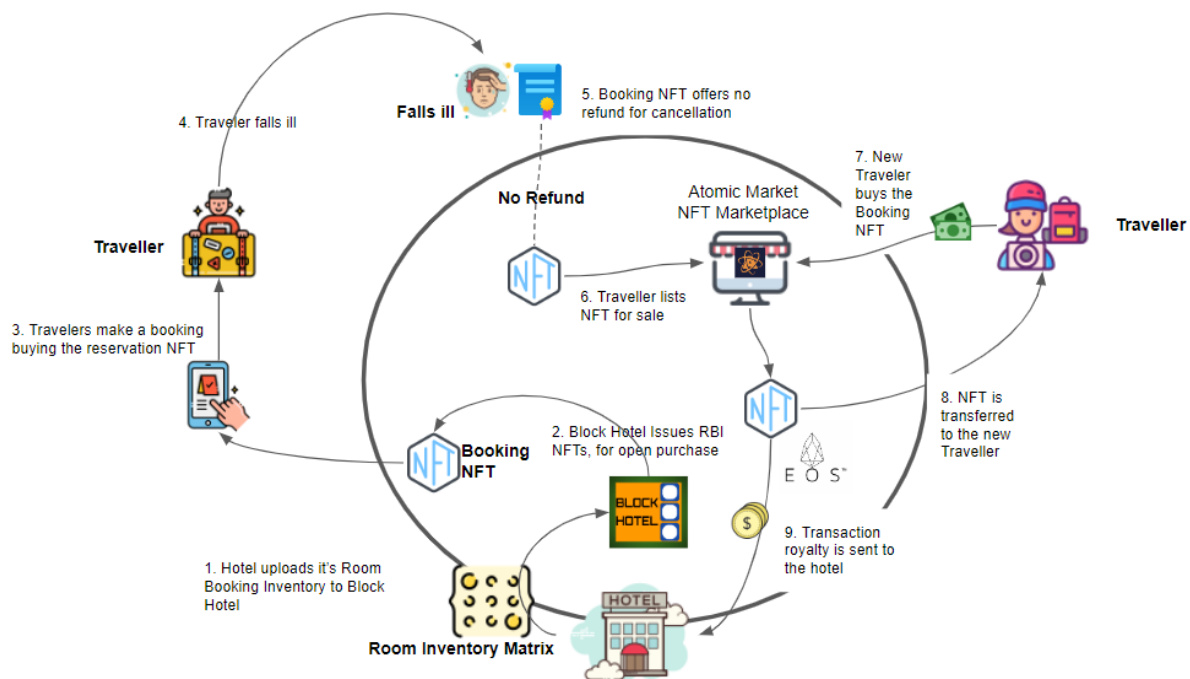 Falls ill
5. Booking NFT offers no
refund for cancellation
4. Traveler falls ill
7. New
Traveler
buys the
Booking
NFT
No Refund
Atomic Market
NFT Marketplace
Traveller
Traveller
NFT
6. Traveller lists
NFT for sale
3. Travelers make a booking
buying the reservation NFT
NFT
8. NFT is
transferred
to the new
Traveller
2. Block Hotel Issues RBI
NFTs, for open purchase
NFT
Booking
NFT
EOS
BLOCK
HOTEL
$
9. Transaction
royalty is sent to
the hotel
1. Hotel uploads it's Room
Booking Inventory to Block
Hotel
HOTEL
Room Inventory Matrix